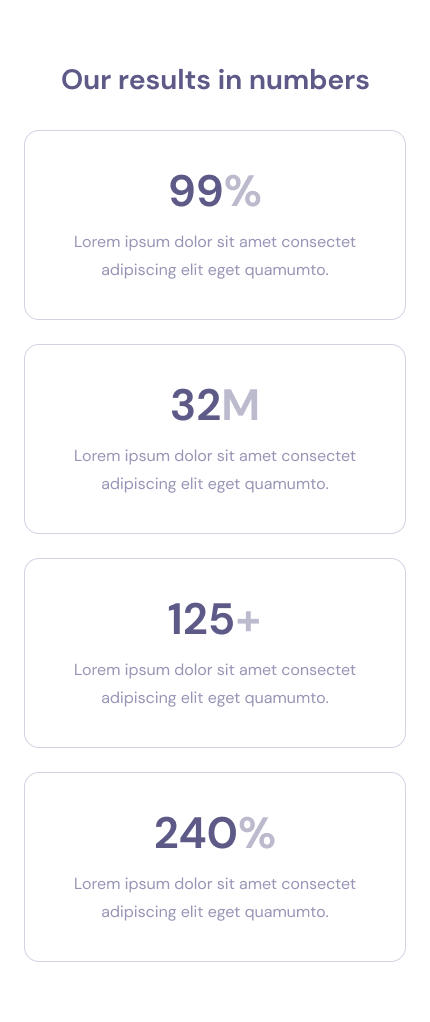 Our results in numbers
99%
Lorem ipsum dolor sit amet consectet
adipiscing elit eget quamumto.
32M
Lorem ipsum dolor sit amet consectet
adipiscing elit eget quamumto.
125+
Lorem ipsum dolor sit amet consectet
adipiscing elit eget quamumto.
240%
Lorem ipsum dolor sit amet consectet
adipiscing elit eget quamumto.